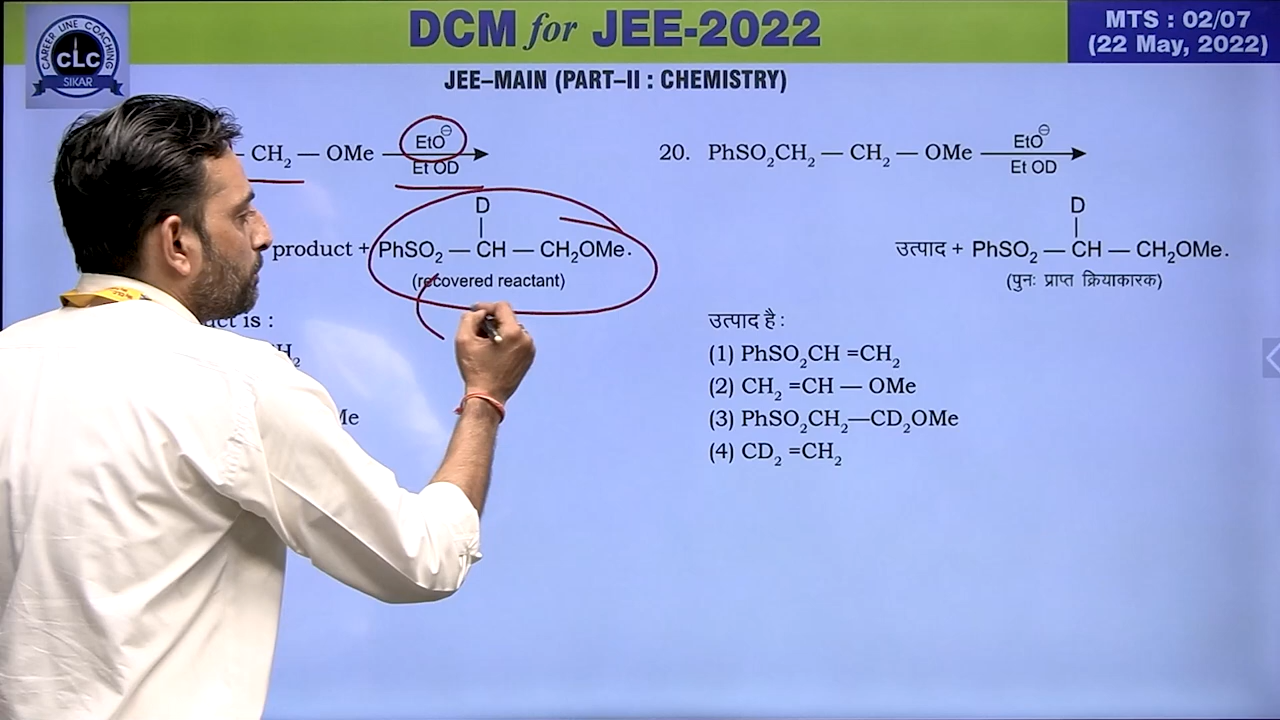 CAREER LINE COACHING
CLC
SIKAR
DCM for JEE-2022
MTS : 02/07
(22 May, 2022)
JEE–MAIN (PART–II : CHEMISTRY)
— CH₂ — OMe
EtO⊖
Et OD
product + PhSO₂ — CH — CH₂OMe.
D
(recovered reactant)
is :
20. PhSO₂CH₂ — CH₂ — OMe
EtO⊖
Et OD
D
उत्पाद + PhSO₂ — CH — CH₂OMe.
(पुनः प्राप्त क्रियाकारक)
उत्पाद है :
(1) PhSO₂CH =CH₂
(2) CH₂ =CH — OMe
(3) PhSO₂CH₂—CD₂OMe
(4) CD₂ =CH₂